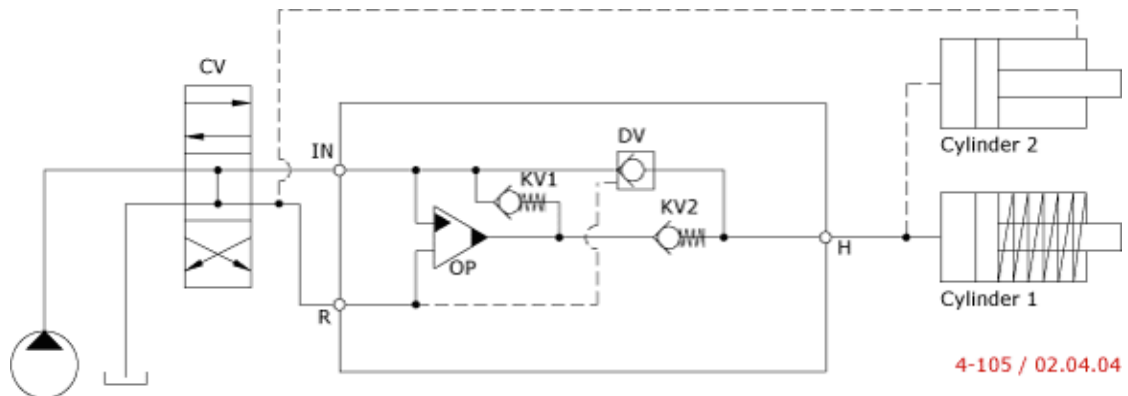 CV
IN
DV
KV1
KV2
OP
H
R
Cylinder 2
Cylinder 1
4-105 / 02.04.04